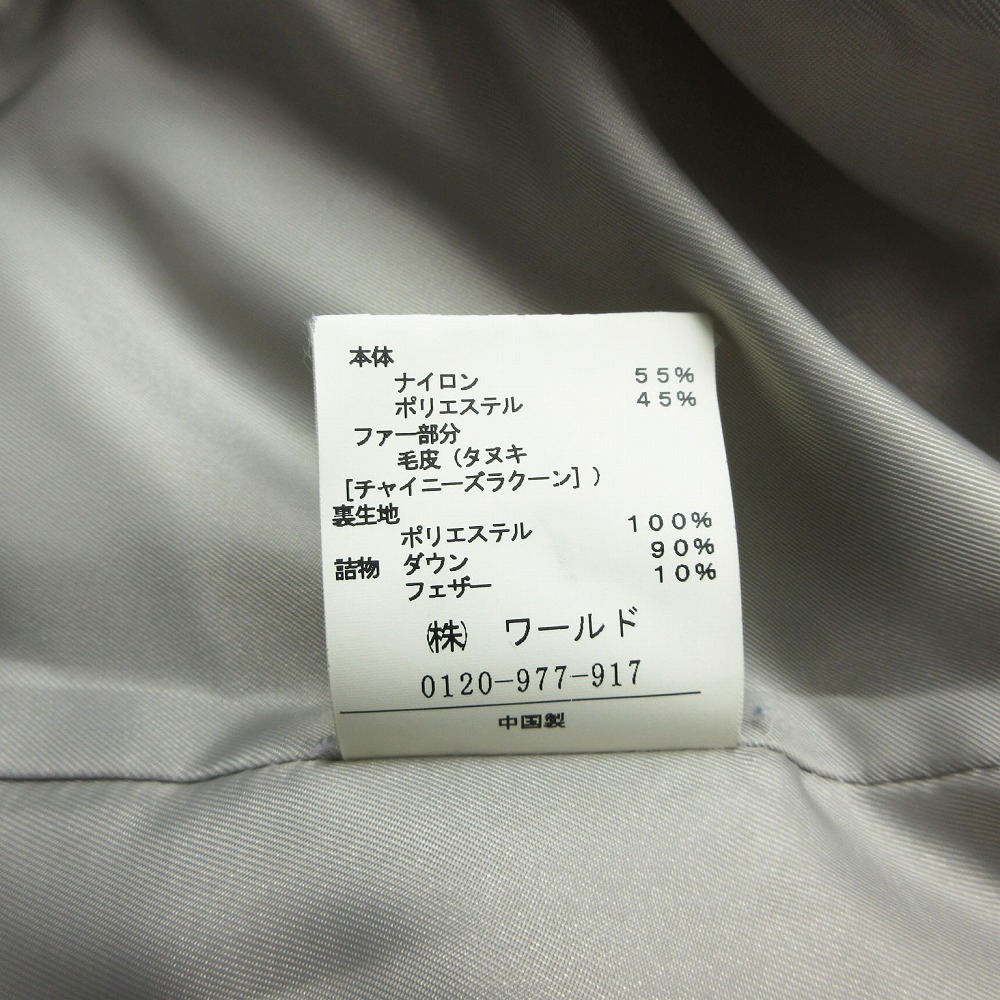 本体
ナイロン 55%
ポリエステル 45%
ファー部分
毛皮（タヌキ
[チャイニーズラクーン]）
裏生地
ポリエステル 100%
詰物 ダウン 90%
フェザー 10%
㈱ ワールド
0120-977-917
中国製